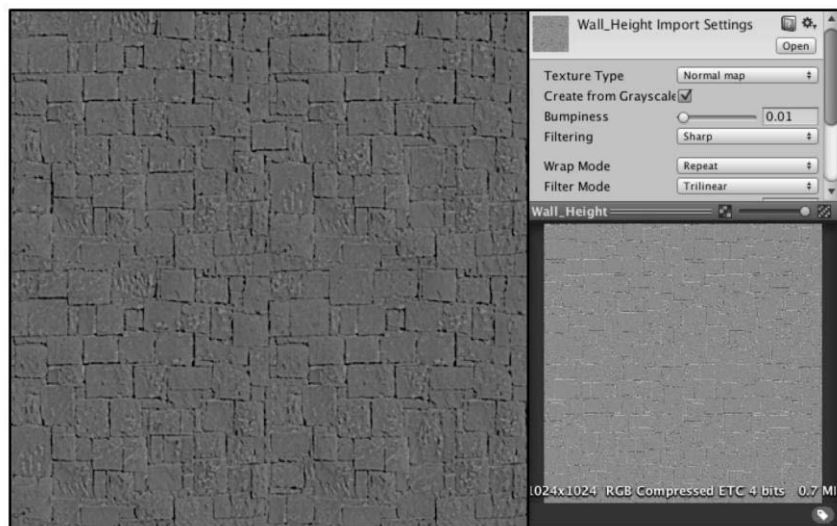 Wall_Height Import Settings
Open
Texture Type Normal map
Create from Grayscale
Bumpiness 0.01
Filtering Sharp
Wrap Mode Repeat
Filter Mode Trilinear
Wall_Height
1024x1024 RGB Compressed ETC 4 bits 0.7